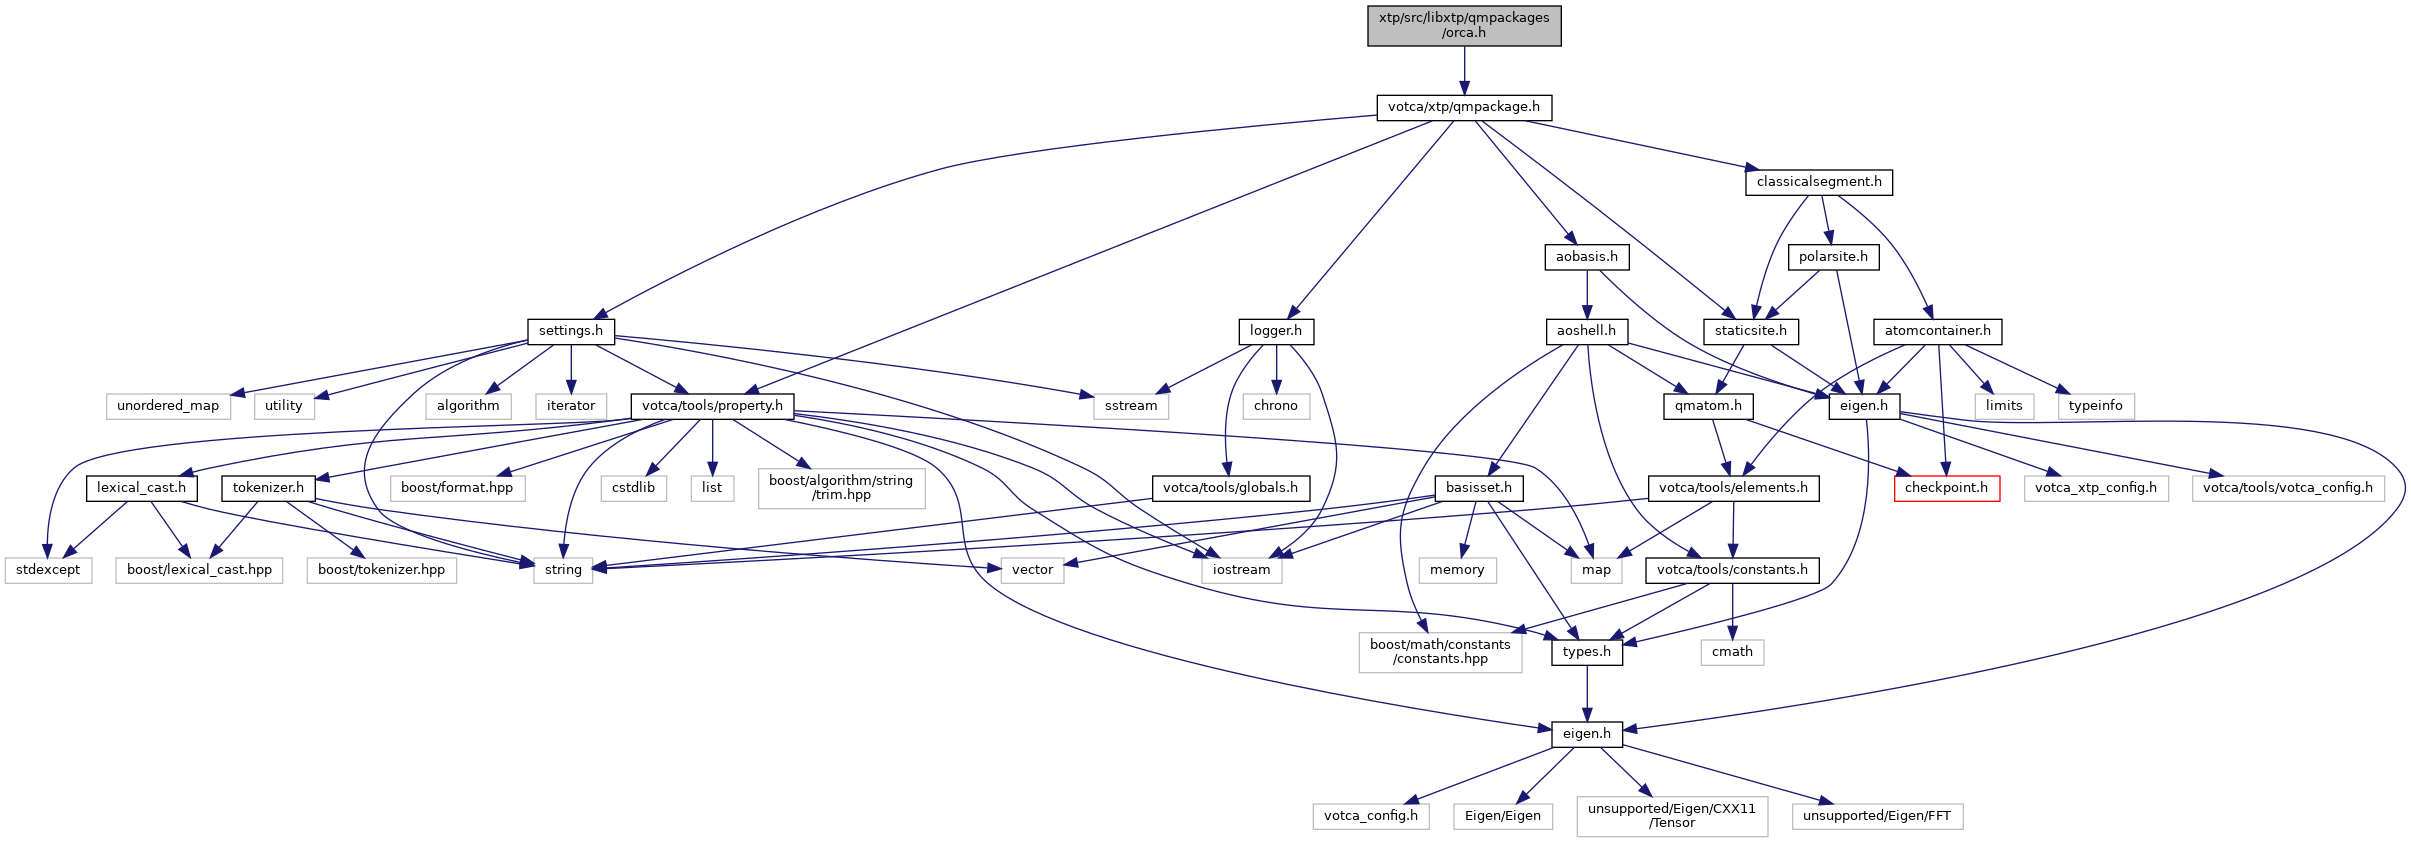 xtp/src/libxtp/qmpackages
/orca.h
votca/xtp/qmpackage.h
classicalsegment.h
aobasis.h
polarsite.h
settings.h
logger.h
aoshell.h
staticsite.h
atomcontainer.h
unordered_map
utility
algorithm
iterator
votca/tools/property.h
sstream
chrono
qmatom.h
eigen.h
limits
typeinfo
lexical_cast.h
tokenizer.h
boost/format.hpp
cstdlib
list
boost/algorithm/string
/trim.hpp
votca/tools/globals.h
basisset.h
votca/tools/elements.h
checkpoint.h
votca_xtp_config.h
votca/tools/votca_config.h
stdexcept
boost/lexical_cast.hpp
boost/tokenizer.hpp
string
vector
iostream
memory
map
votca/tools/constants.h
boost/math/constants
/constants.hpp
types.h
cmath
eigen.h
votca_config.h
Eigen/Eigen
unsupported/Eigen/CXX11
/Tensor
unsupported/Eigen/FFT